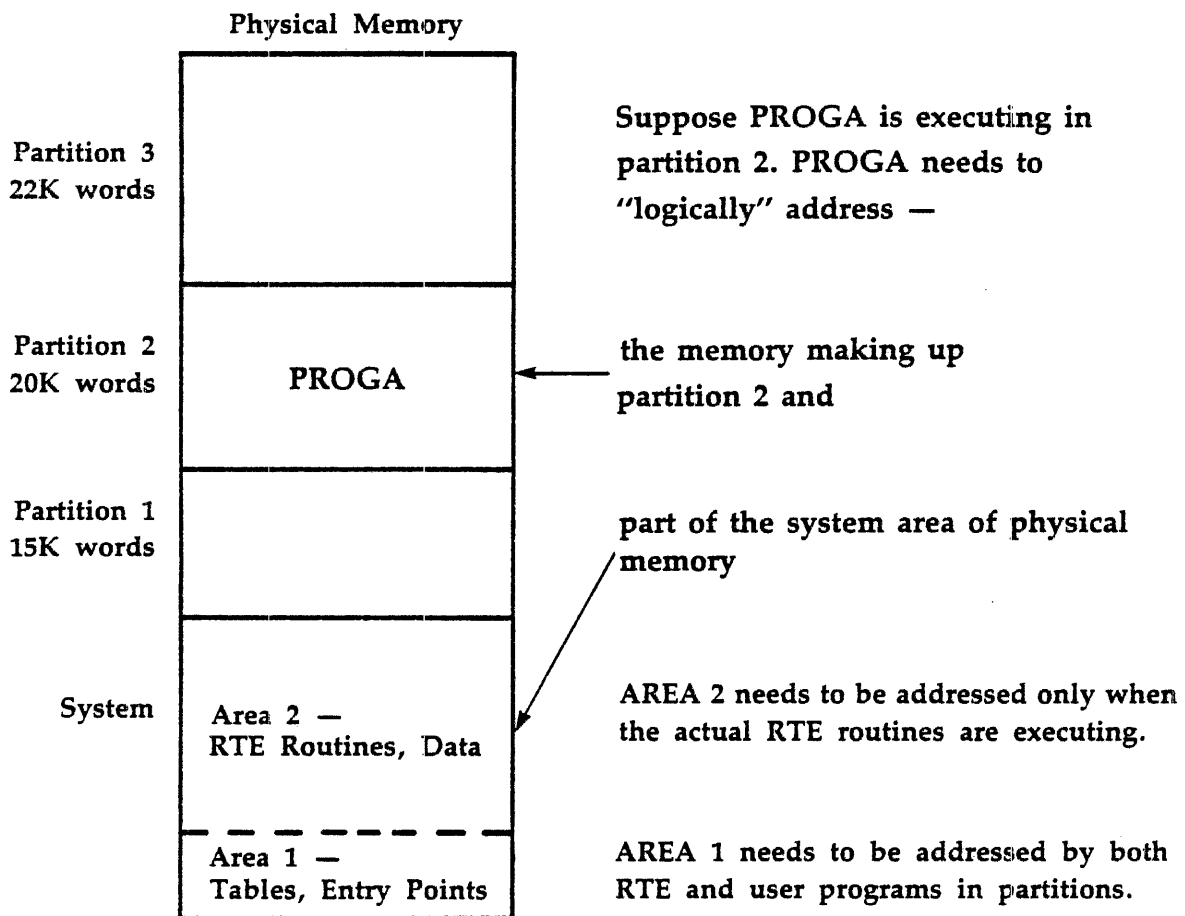 Physical Memory
Partition 3
22K words
Suppose PROGA is executing in
partition 2. PROGA needs to
“logically” address —
Partition 2
20K words
PROGA
the memory making up
partition 2 and
Partition 1
15K words
part of the system area of physical
memory
System
Area 2 —
RTE Routines, Data
AREA 2 needs to be addressed only when
the actual RTE routines are executing.
Area 1 —
Tables, Entry Points
AREA 1 needs to be addressed by both
RTE and user programs in partitions.